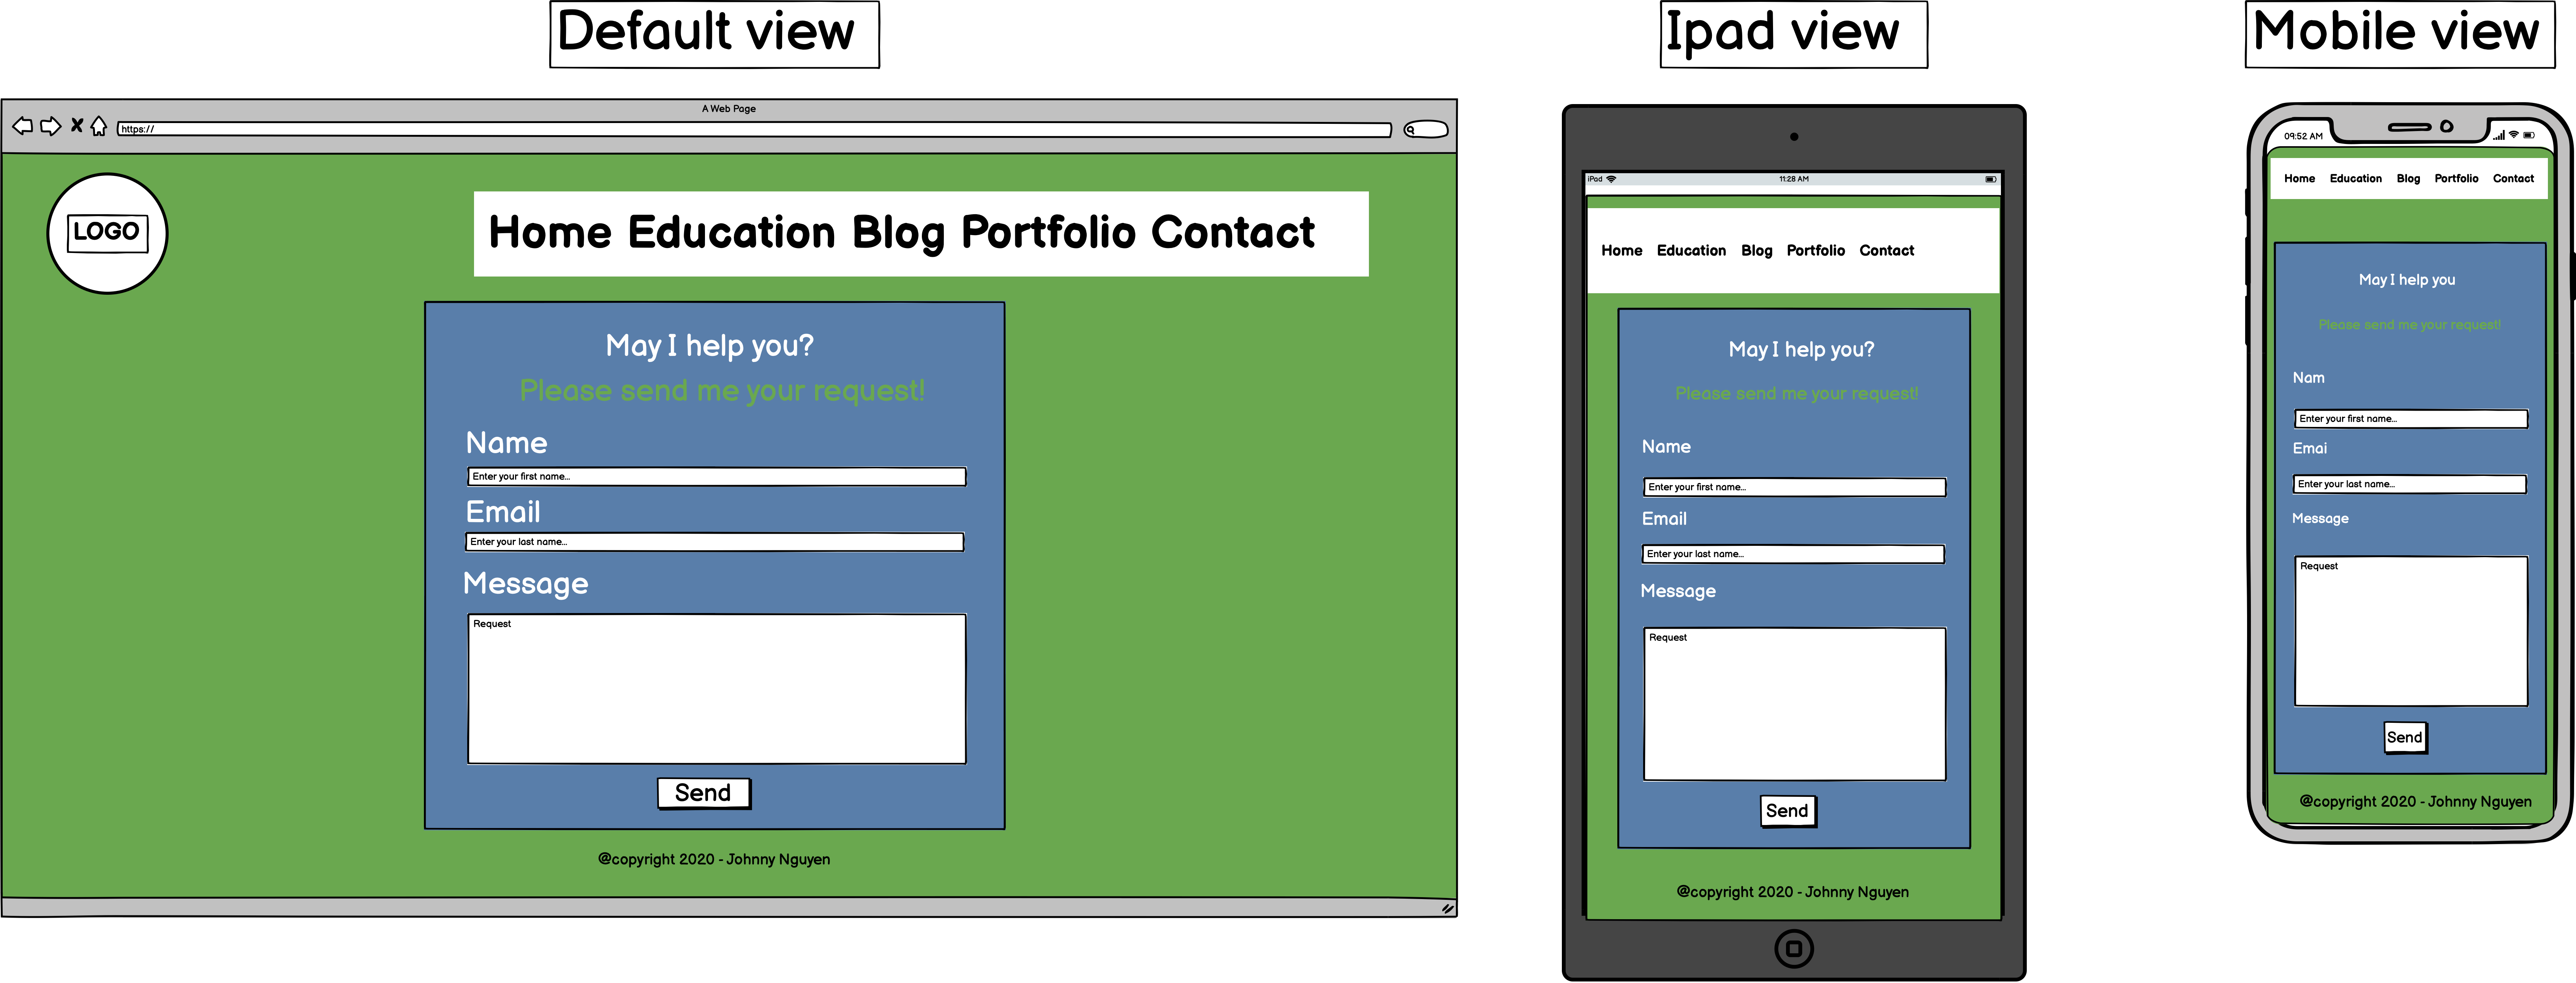 Default view
A Web Page
https://
LOGO
Home Education Blog Portfolio Contact
May I help you?
Please send me your request!
Name
Enter your first name...
Email
Enter your last name...
Message
Request
Send
@copyright 2020 - Johnny Nguyen
Ipad view
iPad
11:28 AM
Home Education Blog Portfolio Contact
May I help you?
Please send me your request!
Name
Enter your first name...
Email
Enter your last name...
Message
Request
Send
@copyright 2020 - Johnny Nguyen
Mobile view
09:52 AM
Home Education Blog Portfolio Contact
May I help you
Please send me your request!
Nam
Enter your first name...
Emai
Enter your last name...
Message
Request
Send
@copyright 2020 - Johnny Nguyen